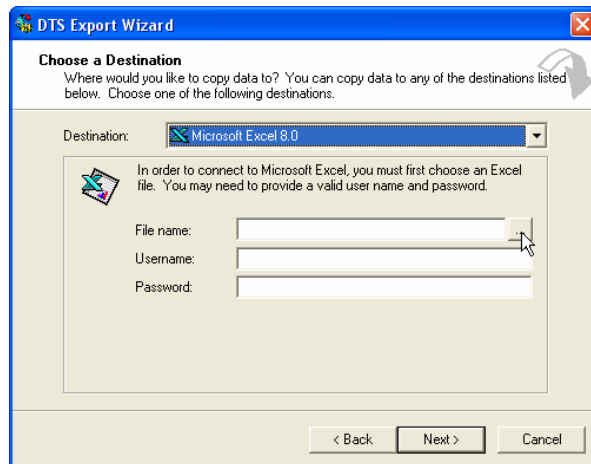 DTS Export Wizard
Choose a Destination
Where would you like to copy data to? You can copy data to any of the destinations listed
below. Choose one of the following destinations.
Destination: Microsoft Excel 8.0
In order to connect to Microsoft Excel, you must first choose an Excel
file. You may need to provide a valid user name and password.
File name: ...
Username:
Password:
< Back Next > Cancel